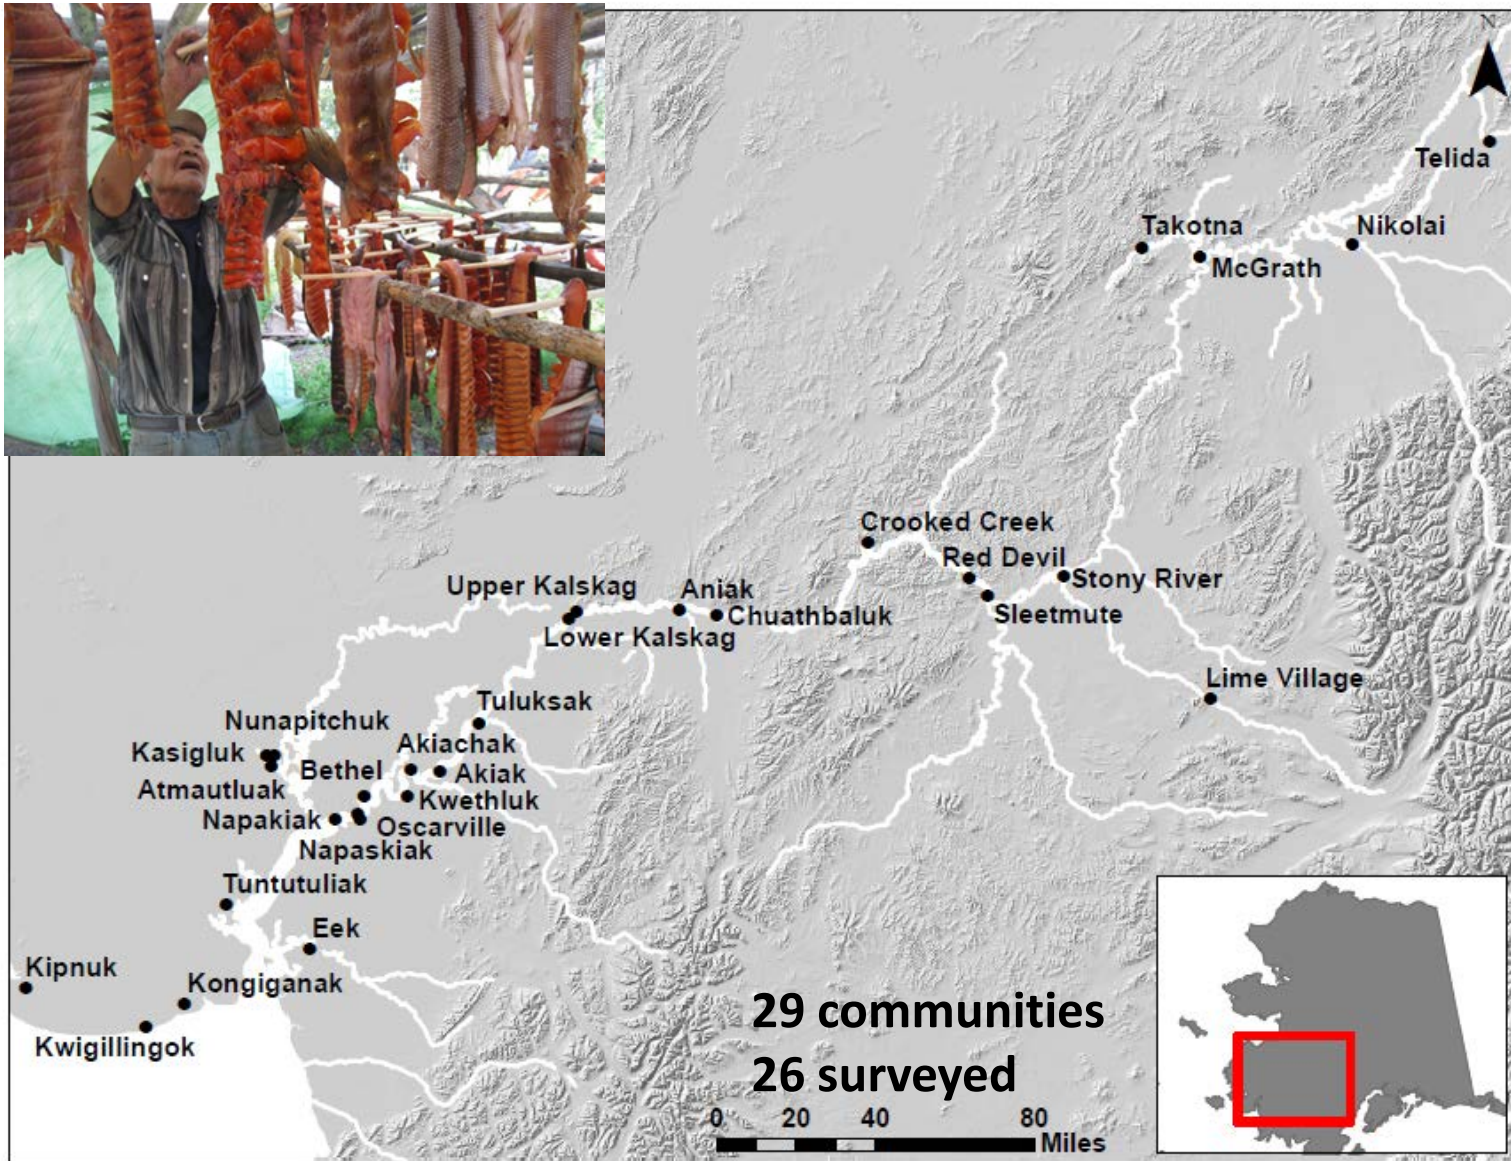 N
Telida
Takotna
Nikolai
McGrath
Crooked Creek
Red Devil
Stony River
Upper Kalskag
Aniak
Sleetmute
Chuathbaluk
Lower Kalskag
Lime Village
Tuluksak
Nunapitchuk
Akiachak
Kasigluk
Bethel
Akiak
Atmautluak
Kwethluk
Napakiak
Oscarville
Napaskiak
Tuntutuliak
Eek
Kipnuk
Kongiganak
Kwigillingok
29 communities
26 surveyed
0 20 40 80
Miles